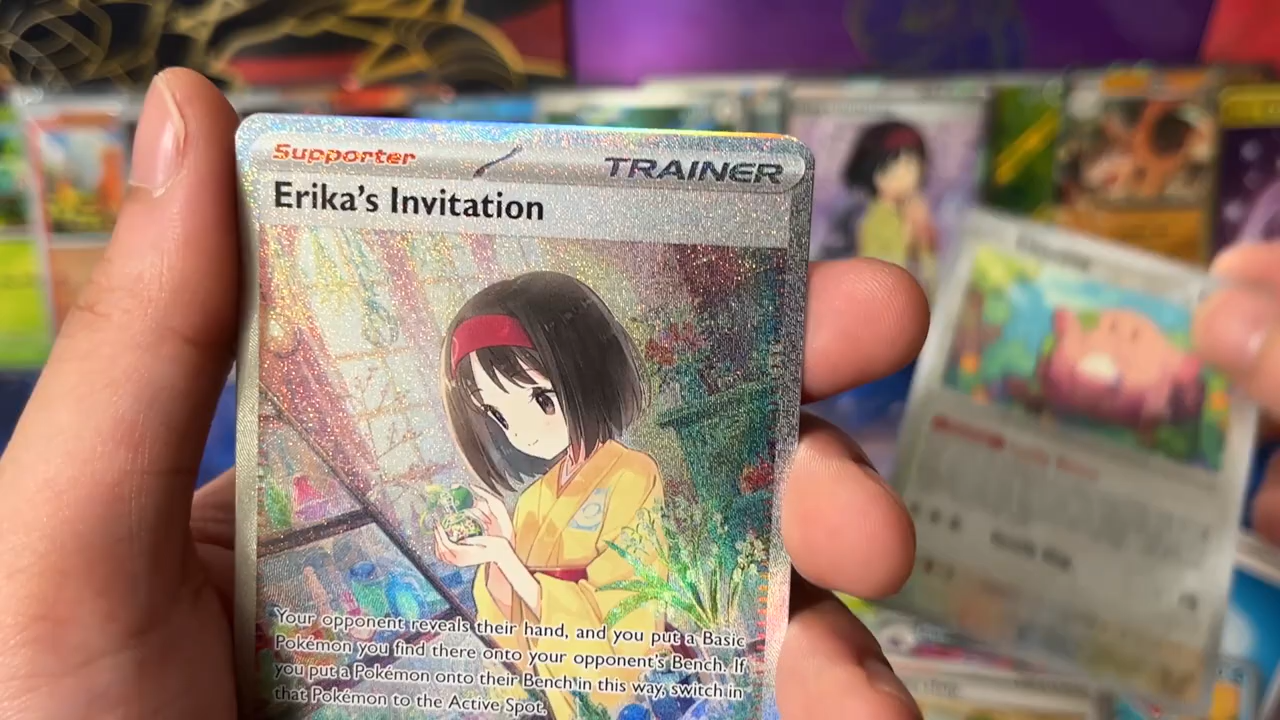 Supporter
TRAINER
Erika's Invitation
Your opponent reveals their hand, and you put a Basic
Pokémon you find there onto your opponent's Bench. If
you put a Pokémon onto their Bench in this way, switch in
that Pokémon to the Active Spot.